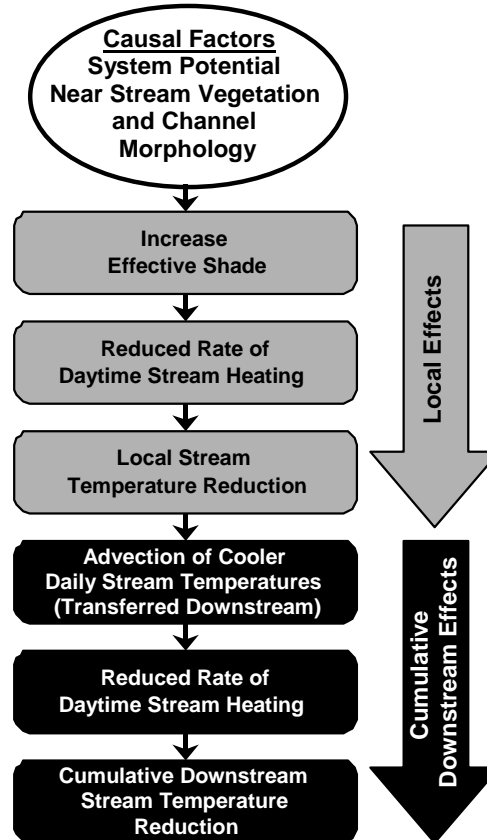 Causal Factors
System Potential
Near Stream Vegetation
and Channel
Morphology
Increase
Effective Shade
Reduced Rate of
Daytime Stream Heating
Local Stream
Temperature Reduction
Local Effects
Advection of Cooler
Daily Stream Temperatures
(Transferred Downstream)
Reduced Rate of
Daytime Stream Heating
Cumulative Downstream
Stream Temperature
Reduction
Cumulative
Downstream Effects